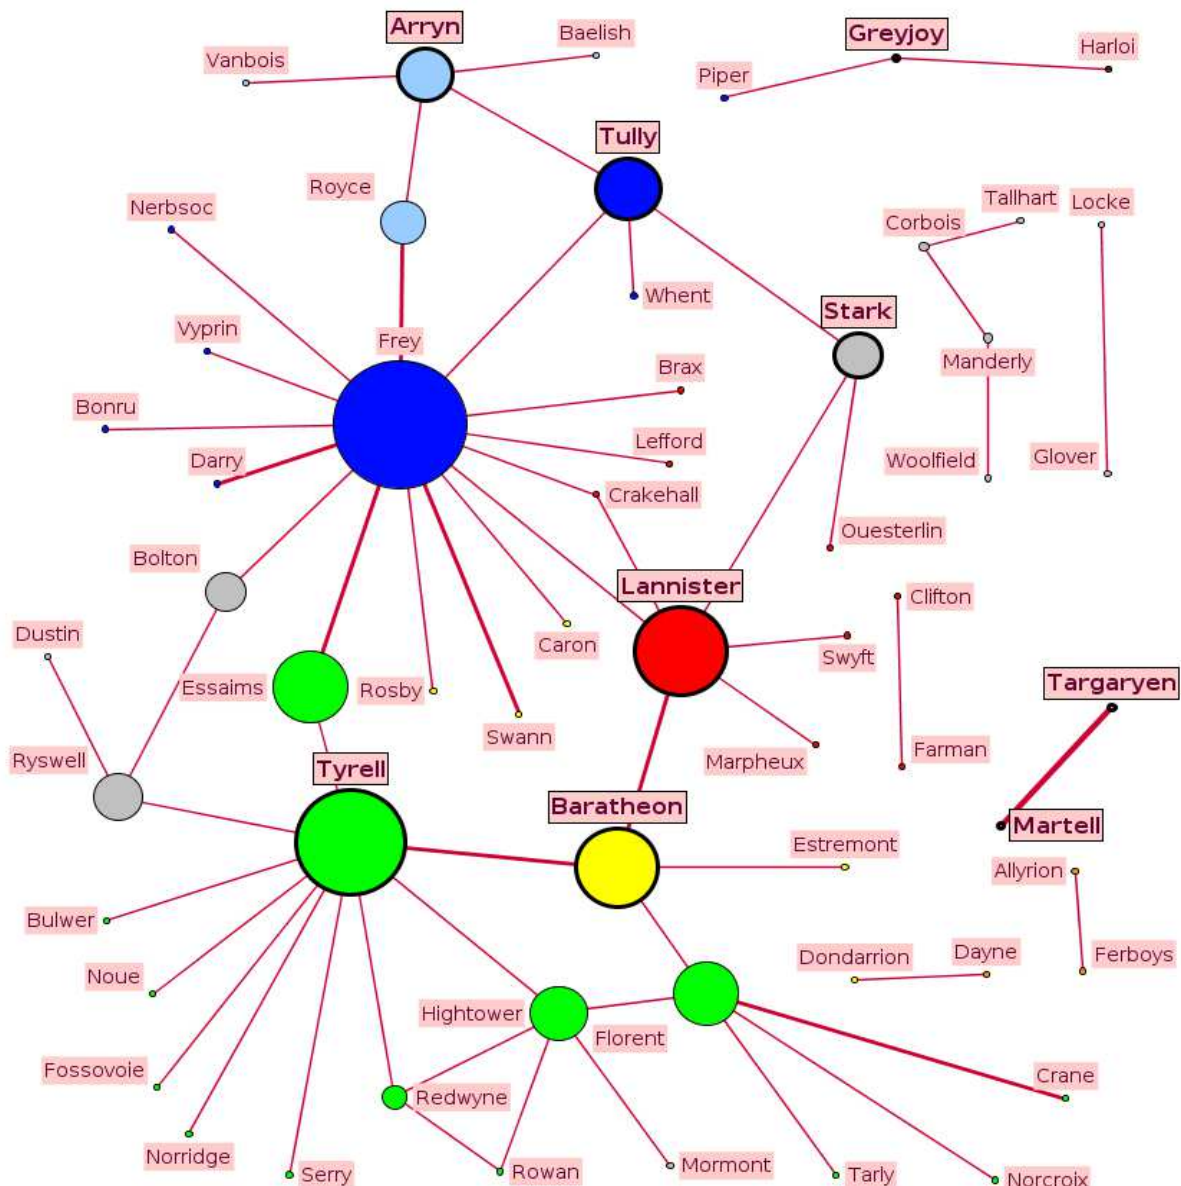 Arryn
Baelish
Vanbois
Greyjoy
Harloi
Piper
Tully
Royce
Nerbsoc
Tallhart
Locke
Corbois
Whent
Stark
Vyprin
Frey
Brax
Manderly
Bonru
Lefford
Darry
Woolfield
Glover
Crakehall
Ouesterlin
Bolton
Lannister
Clifton
Dustin
Caron
Swyft
Essaims
Rosby
Targaryen
Swann
Ryswell
Marpheux
Farman
Tyrell
Baratheon
Martell
Estremont
Allyrion
Bulwer
Dondarrion
Dayne
Ferboys
Noue
Hightower
Florent
Fossovoie
Crane
Redwyne
Norridge
Serry
Rowan
Mormont
Tarly
Norcroix